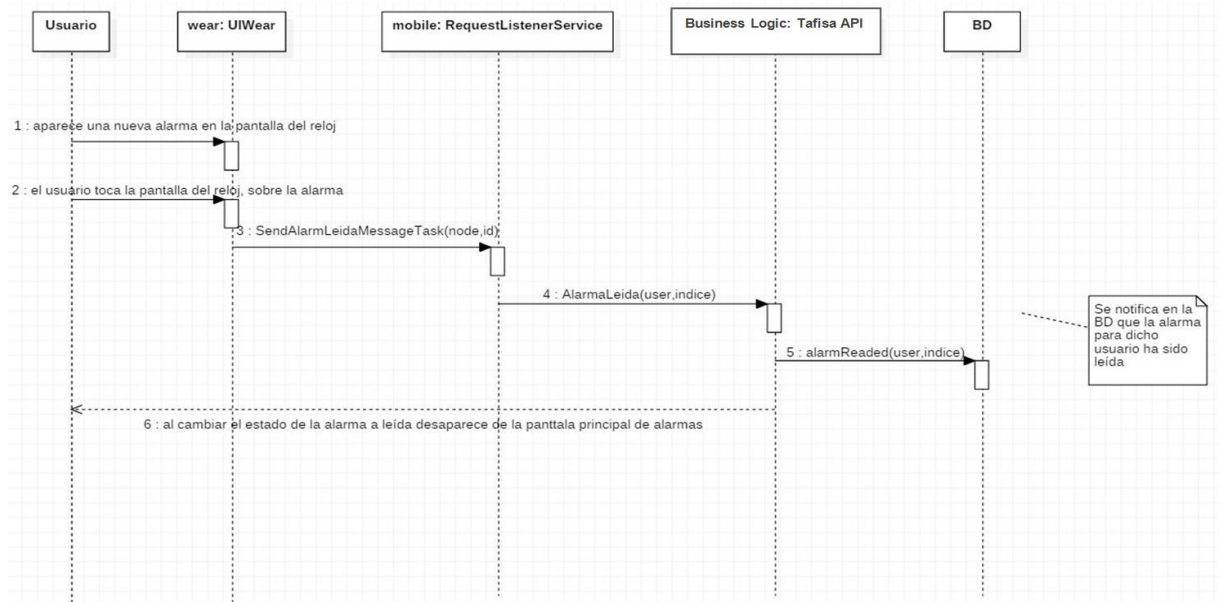 Usuario
wear: UIWear
mobile: RequestListenerService
Business Logic: Tafisa API
BD
1 : aparece una nueva alarma en la pantalla del reloj
2 : el usuario toca la pantalla del reloj, sobre la alarma
3 : SendAlarmLeidaMessageTask(node,id)
4 : AlarmaLeida(user,indice)
Se notifica en la
BD que la alarma
para dicho
usuario ha sido
leída
5 : alarmReaded(user,indice)
6 : al cambiar el estado de la alarma a leída desaparece de la panttala principal de alarmas